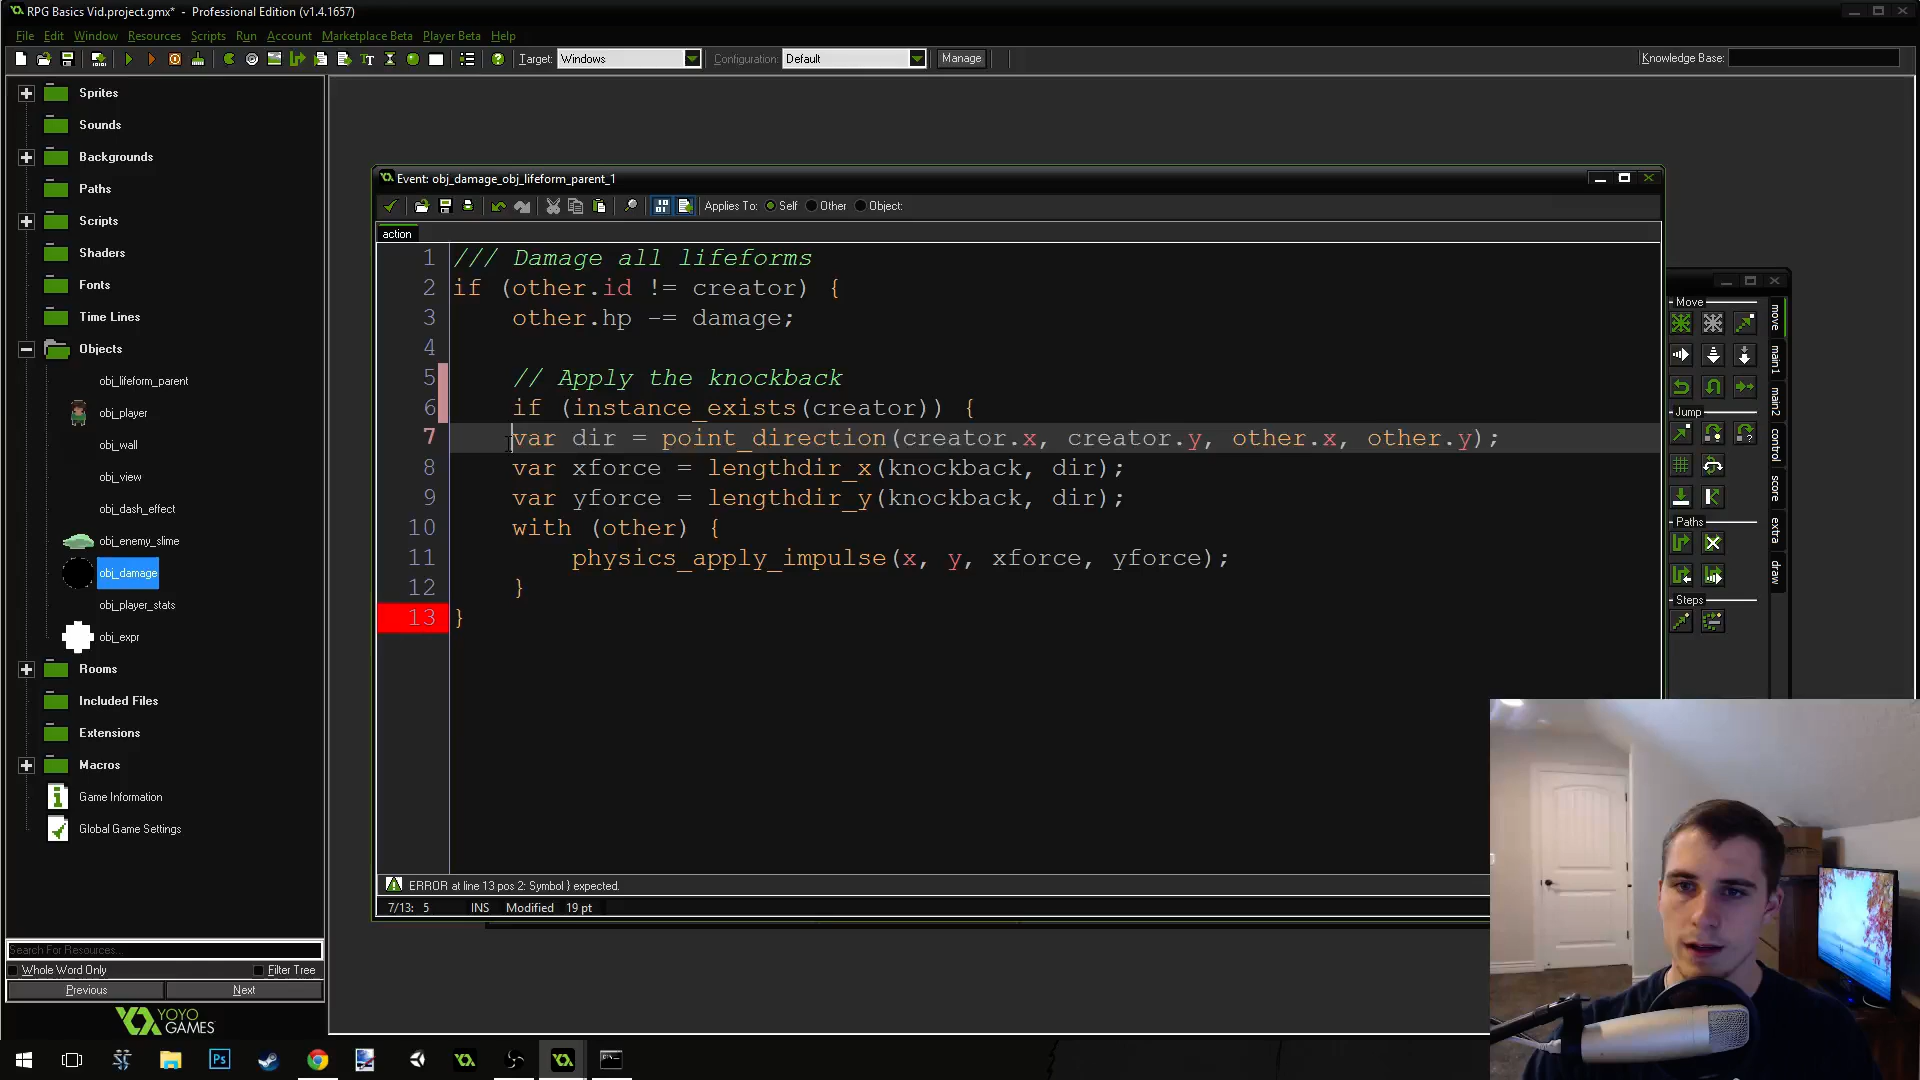 RPG Basics Vid.project.gmx* - Professional Edition (v1.4.1657)
File Edit Window Resources Scripts Run Account Marketplace Beta Player Beta Help
Target: Windows Configuration: Default Manage Knowledge Base:
Sprites
Sounds
Backgrounds
Paths
Scripts
Shaders
Fonts
Time Lines
Objects
obj_lifeform_parent
obj_player
obj_wall
obj_view
obj_dash_effect
obj_enemy_slime
obj_damage
obj_player_stats
obj_expr
Rooms
Included Files
Extensions
Macros
Game Information
Global Game Settings
Search For Resources...
Whole Word Only Filter Tree
Previous Next
YOYO
GAMES
Event: obj_damage_obj_lifeform_parent_1
Applies To: Self Other Object:
action
1 /// Damage all lifeforms
2 if (other.id != creator) {
3 other.hp -= damage;
4
5 // Apply the knockback
6 if (instance_exists(creator)) {
7 var dir = point_direction(creator.x, creator.y, other.x, other.y);
8 var xforce = lengthdir_x(knockback, dir);
9 var yforce = lengthdir_y(knockback, dir);
10 with (other) {
11 physics_apply_impulse(x, y, xforce, yforce);
12 }
13 }
ERROR at line 13 pos 2: Symbol } expected.
7/13: 5 INS Modified 19 pt
Move
Jump
Paths
Steps
move
main1
main2
control
score
extra
draw
Ps